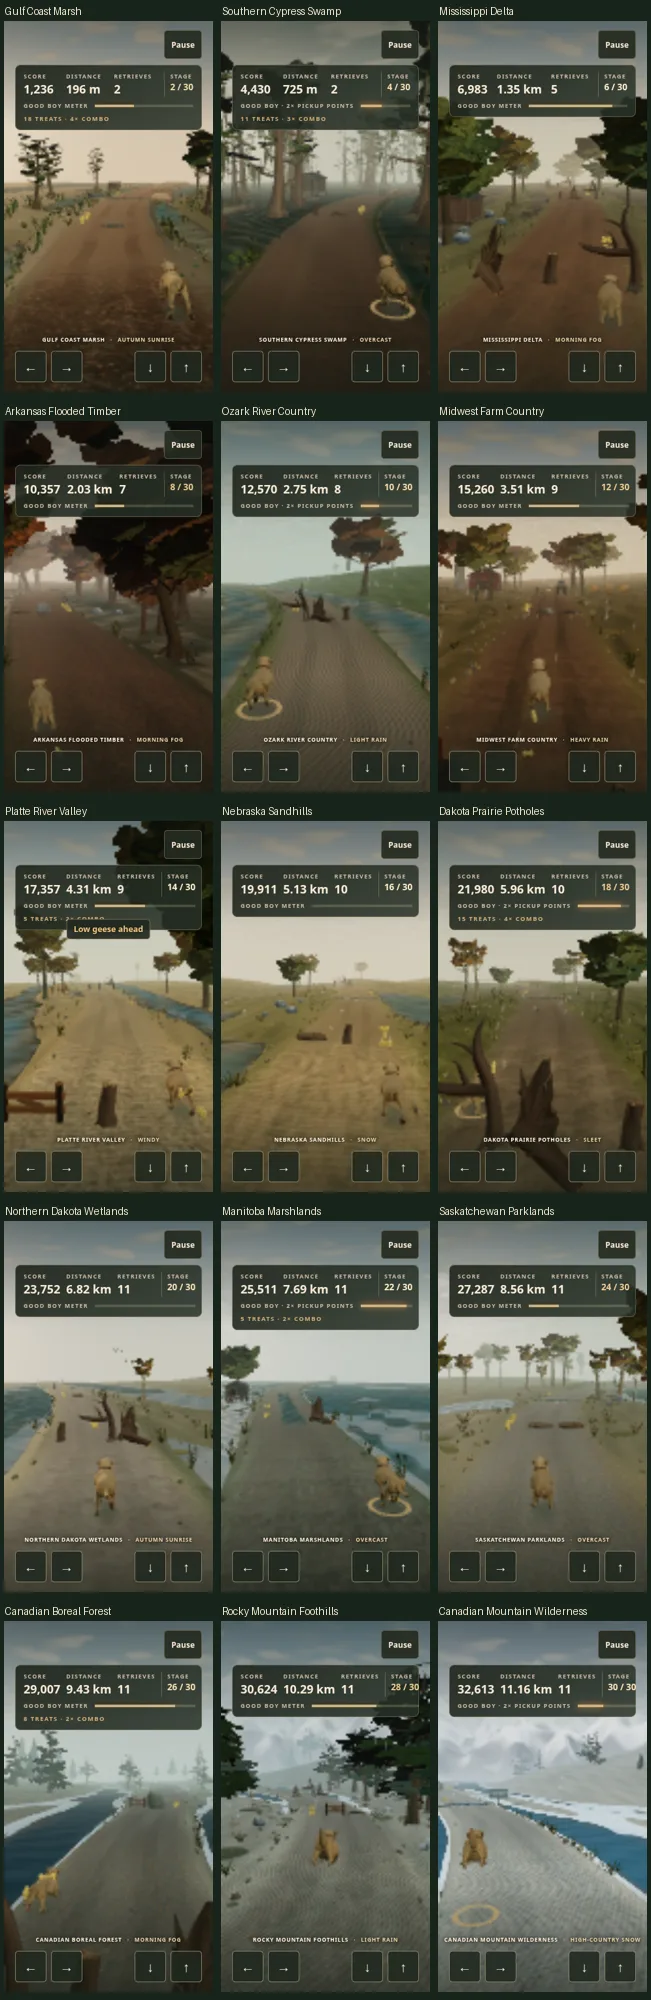 Gulf Coast Marsh
Pause
SCORE DISTANCE RETRIEVES STAGE
1,236 196 m 2 2 / 30
GOOD BOY METER
18 TREATS · 4× COMBO
GULF COAST MARSH · AUTUMN SUNRISE
← → ↓ ↑
Southern Cypress Swamp
Pause
SCORE DISTANCE RETRIEVES STAGE
4,430 725 m 2 4 / 30
GOOD BOY · 2× PICKUP POINTS
11 TREATS · 3× COMBO
SOUTHERN CYPRESS SWAMP · OVERCAST
← → ↓ ↑
Mississippi Delta
Pause
SCORE DISTANCE RETRIEVES STAGE
6,983 1.35 km 5 6 / 30
GOOD BOY METER
MISSISSIPPI DELTA · MORNING FOG
← → ↓ ↑
Arkansas Flooded Timber
Pause
SCORE DISTANCE RETRIEVES STAGE
10,357 2.03 km 7 8 / 30
GOOD BOY METER
ARKANSAS FLOODED TIMBER · MORNING FOG
← → ↓ ↑
Ozark River Country
Pause
SCORE DISTANCE RETRIEVES STAGE
12,570 2.75 km 8 10 / 30
GOOD BOY · 2× PICKUP POINTS
OZARK RIVER COUNTRY · LIGHT RAIN
← → ↓ ↑
Midwest Farm Country
Pause
SCORE DISTANCE RETRIEVES STAGE
15,260 3.51 km 9 12 / 30
GOOD BOY METER
MIDWEST FARM COUNTRY · HEAVY RAIN
← → ↓ ↑
Platte River Valley
Pause
SCORE DISTANCE RETRIEVES STAGE
17,357 4.31 km 9 14 / 30
GOOD BOY METER
5 TREATS · 2× COMBO
Low geese ahead
PLATTE RIVER VALLEY · WINDY
← → ↓ ↑
Nebraska Sandhills
Pause
SCORE DISTANCE RETRIEVES STAGE
19,911 5.13 km 10 16 / 30
GOOD BOY METER
NEBRASKA SANDHILLS · SNOW
← → ↓ ↑
Dakota Prairie Potholes
Pause
SCORE DISTANCE RETRIEVES STAGE
21,980 5.96 km 10 18 / 30
GOOD BOY · 2× PICKUP POINTS
15 TREATS · 4× COMBO
DAKOTA PRAIRIE POTHOLES · SLEET
← → ↓ ↑
Northern Dakota Wetlands
Pause
SCORE DISTANCE RETRIEVES STAGE
23,752 6.82 km 11 20 / 30
GOOD BOY METER
NORTHERN DAKOTA WETLANDS · AUTUMN SUNRISE
← → ↓ ↑
Manitoba Marshlands
Pause
SCORE DISTANCE RETRIEVES STAGE
25,511 7.69 km 11 22 / 30
GOOD BOY · 2× PICKUP POINTS
5 TREATS · 2× COMBO
MANITOBA MARSHLANDS · OVERCAST
← → ↓ ↑
Saskatchewan Parklands
Pause
SCORE DISTANCE RETRIEVES STAGE
27,287 8.56 km 11 24 / 30
GOOD BOY METER
SASKATCHEWAN PARKLANDS · OVERCAST
← → ↓ ↑
Canadian Boreal Forest
Pause
SCORE DISTANCE RETRIEVES STAGE
29,007 9.43 km 11 26 / 30
GOOD BOY METER
8 TREATS · 2× COMBO
CANADIAN BOREAL FOREST · MORNING FOG
← → ↓ ↑
Rocky Mountain Foothills
Pause
SCORE DISTANCE RETRIEVES STAGE
30,624 10.29 km 11 28 / 30
GOOD BOY METER
ROCKY MOUNTAIN FOOTHILLS · LIGHT RAIN
← → ↓ ↑
Canadian Mountain Wilderness
Pause
SCORE DISTANCE RETRIEVES STAGE
32,613 11.16 km 11 30 / 30
GOOD BOY · 2× PICKUP POINTS
CANADIAN MOUNTAIN WILDERNESS · HIGH-COUNTRY SNOW
← → ↓ ↑